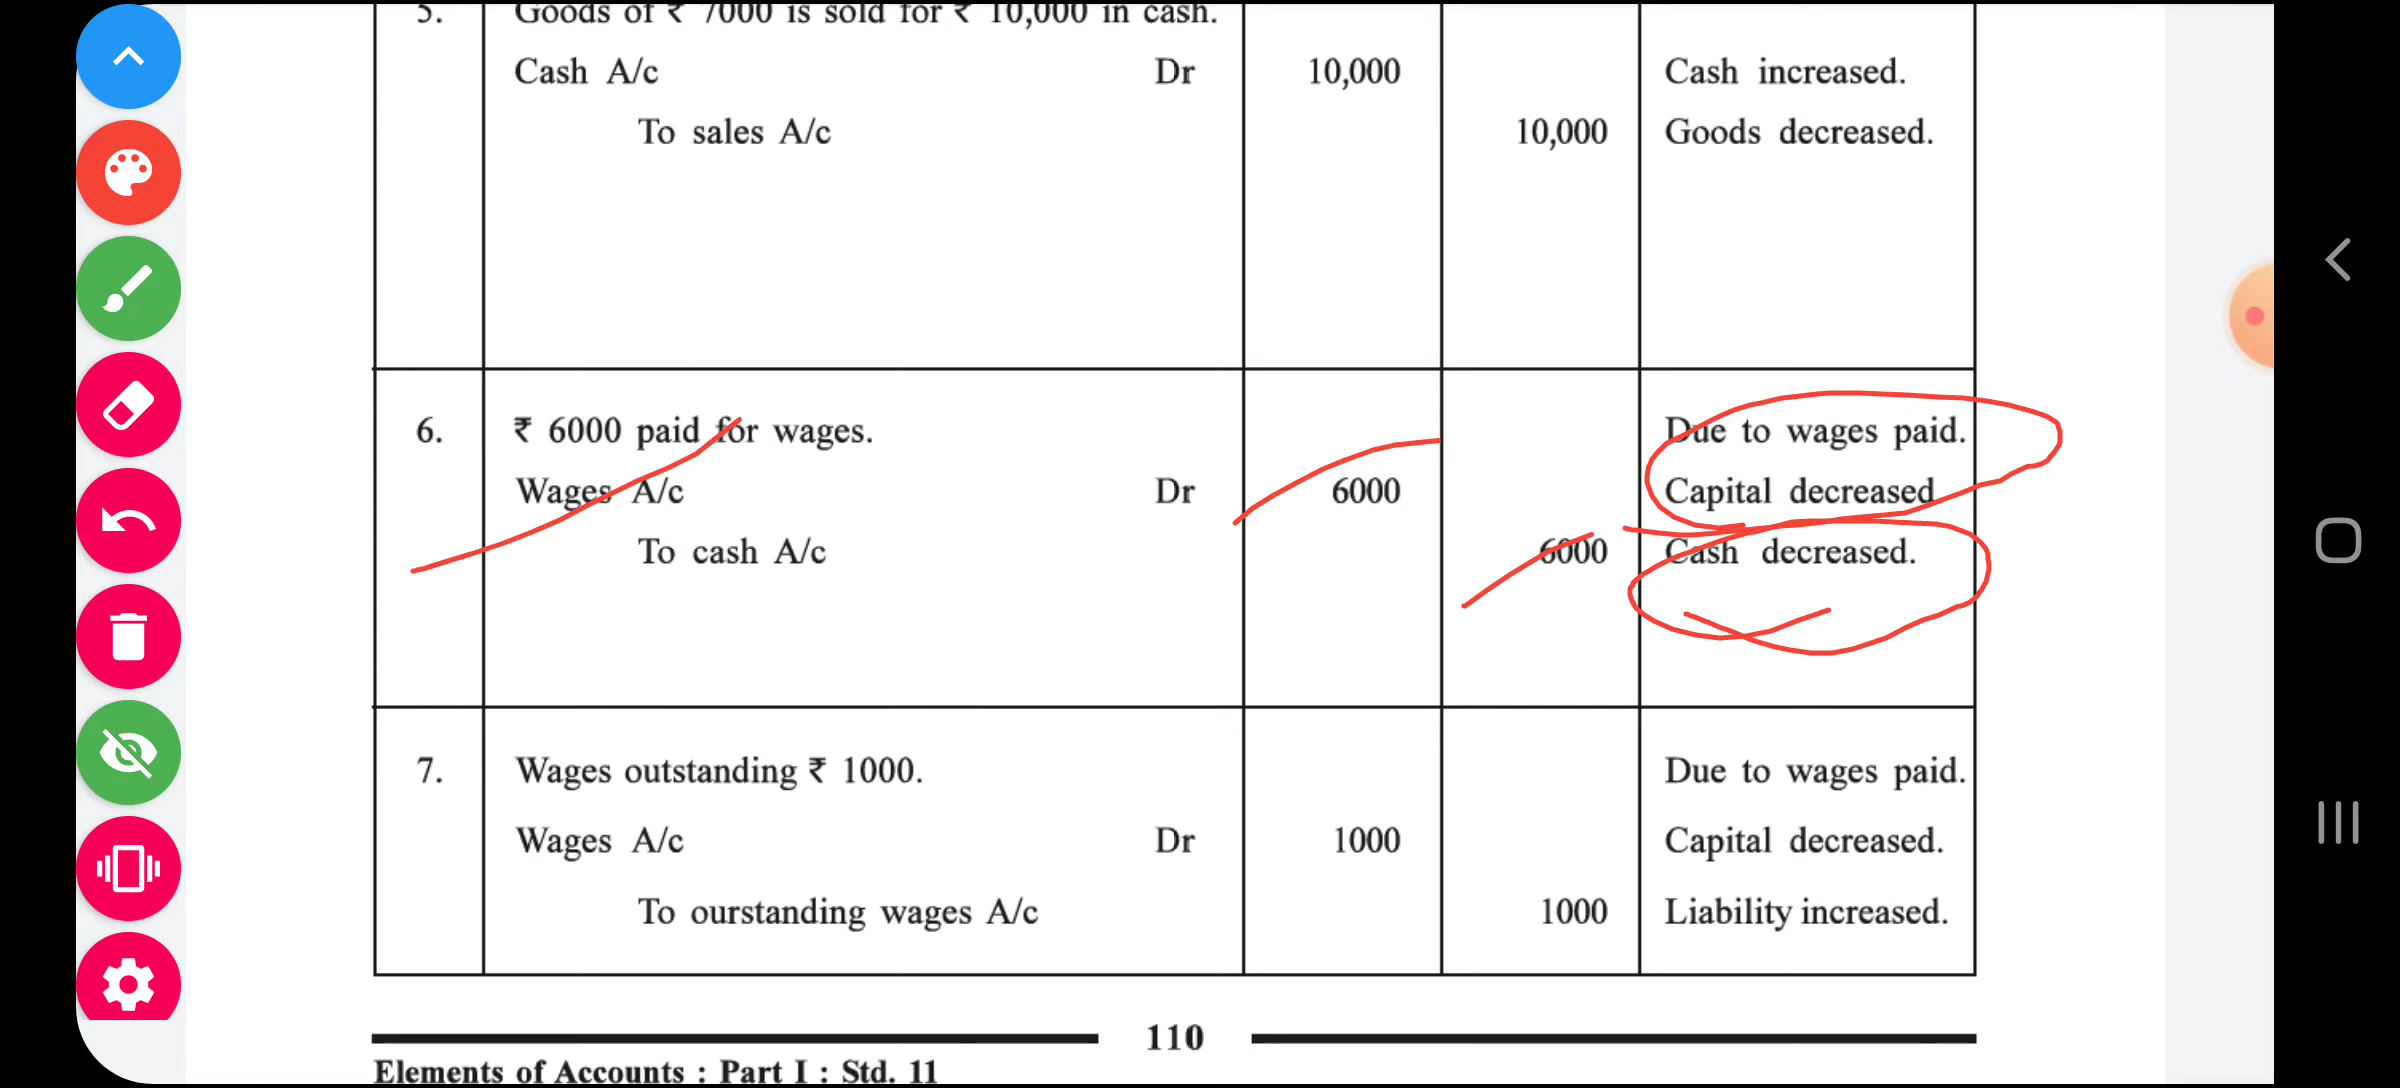 5. Goods of ₹ 7000 is sold for ₹ 10,000 in cash.
Cash A/c Dr 10,000 Cash increased.
To sales A/c 10,000 Goods decreased.
6. ₹ 6000 paid for wages. Due to wages paid.
Wages A/c Dr 6000 Capital decreased
To cash A/c 6000 Cash decreased.
7. Wages outstanding ₹ 1000. Due to wages paid.
Wages A/c Dr 1000 Capital decreased.
To ourstanding wages A/c 1000 Liability increased.
110
Elements of Accounts : Part I : Std. 11